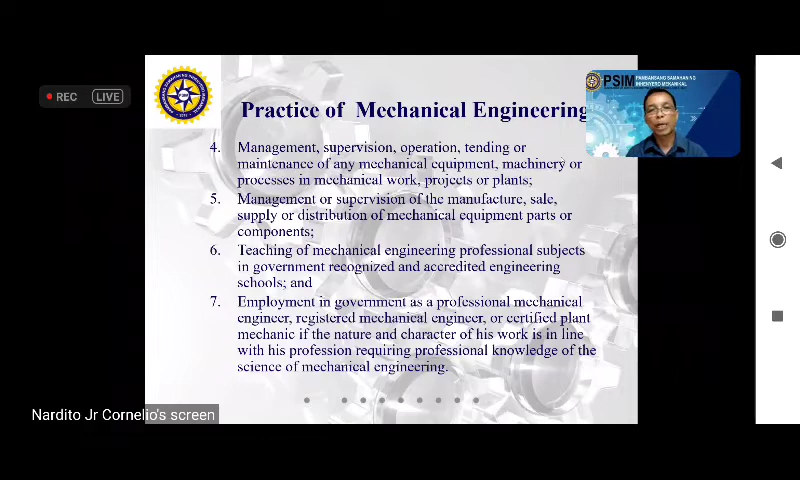 REC LIVE
PSIM PAMBANSANG SAMAHAN NG
INHENYERO MEKANIKAL
Practice of Mechanical Engineering
4. Management, supervision, operation, tending or
maintenance of any mechanical equipment, machinery or
processes in mechanical work, projects or plants;
5. Management or supervision of the manufacture, sale,
supply or distribution of mechanical equipment parts or
components;
6. Teaching of mechanical engineering professional subjects
in government recognized and accredited engineering
schools; and
7. Employment in government as a professional mechanical
engineer, registered mechanical engineer, or certified plant
mechanic if the nature and character of his work is in line
with his profession requiring professional knowledge of the
science of mechanical engineering.
Nardito Jr Cornelio's screen